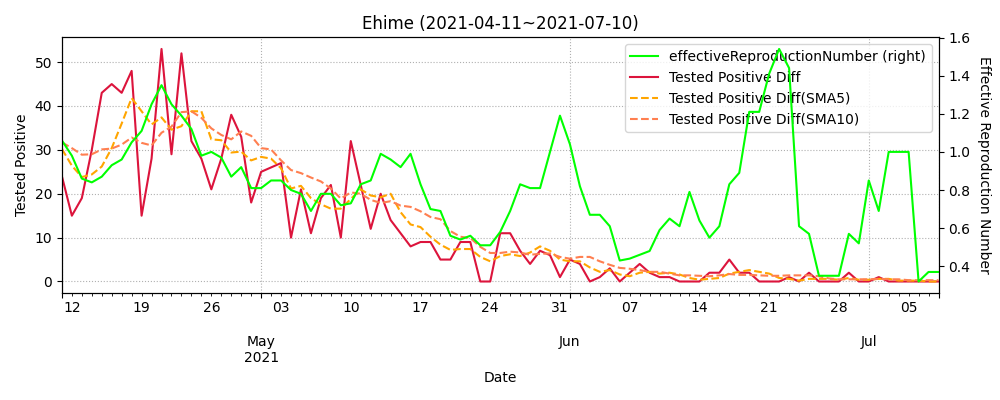 Ehime (2021-04-11~2021-07-10)
effectiveReproductionNumber (right)
Tested Positive Diff
Tested Positive Diff(SMA5)
Tested Positive Diff(SMA10)
Tested Positive
50
40
30
20
10
0
1.6
1.4
1.2
1.0
0.8
0.6
0.4
Effective Reproduction Number
12 19 26 03 10 17 24 31 07 14 21 28 05
May Jun Jul
2021
Date